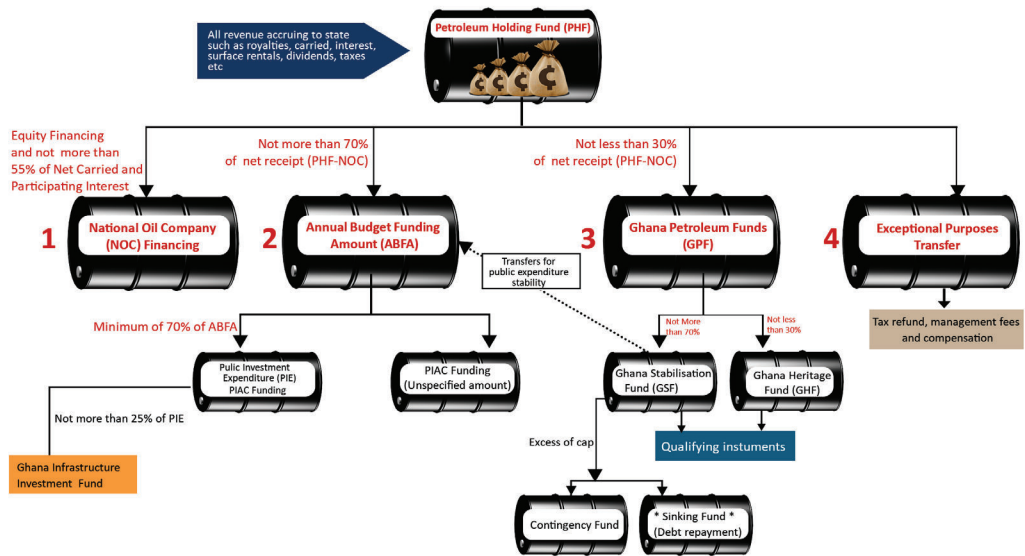 All revenue accruing to state
such as royalties, carried, interest,
surface rentals, dividends, taxes
etc
Petroleum Holding Fund (PHF)
₵ ₵ ₵ ₵
Equity Financing
and not more than
55% of Net Carried and
Participating Interest
Not more than 70%
of net receipt (PHF-NOC)
Not less than 30%
of net receipt (PHF-NOC)
1
National Oil Company
(NOC) Financing
2
Annual Budget Funding
Amount (ABFA)
3
Ghana Petroleum Funds
(GPF)
4
Exceptional Purposes
Transfer
Transfers for
public expenditure
stability
Minimum of 70% of ABFA
Not More
than 70%
Not less
than 30%
Tax refund, management fees
and compensation
Pulic Investment
Expenditure (PIE)
PIAC Funding
PIAC Funding
(Unspecified amount)
Ghana Stabilisation
Fund (GSF)
Ghana Heritage
Fund (GHF)
Not more than 25% of PIE
Excess of cap
Qualifying instuments
Ghana Infrastructure
Investment Fund
Contingency Fund
* Sinking Fund *
(Debt repayment)